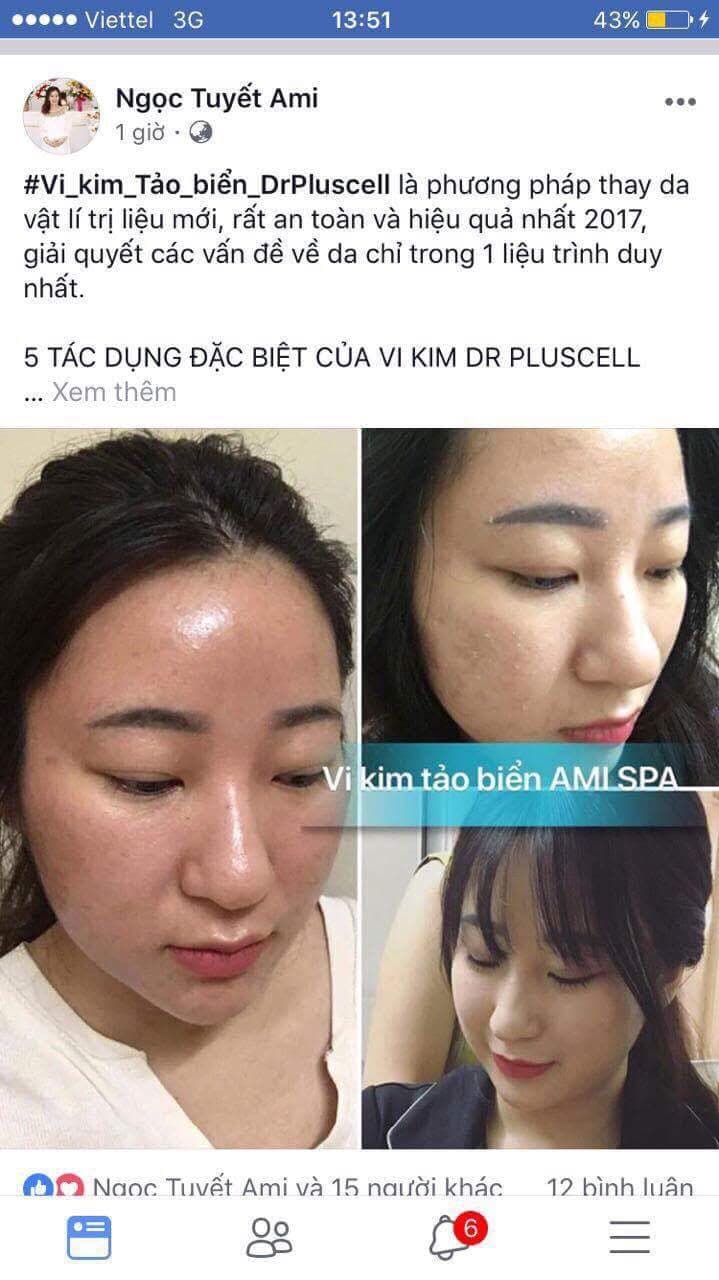 Viettel 3G 13:51 43%
Ngọc Tuyết Ami
1 giờ ·
#Vi_kim_Tảo_biển_DrPluscell là phương pháp thay da
vật lí trị liệu mới, rất an toàn và hiệu quả nhất 2017,
giải quyết các vấn đề về da chỉ trong 1 liệu trình duy
nhất.
5 TÁC DỤNG ĐẶC BIỆT CỦA VI KIM DR PLUSCELL
... Xem thêm
Vi kim tảo biển AMI SPA
Ngọc Tuyết Ami và 15 người khác 12 bình luận
6